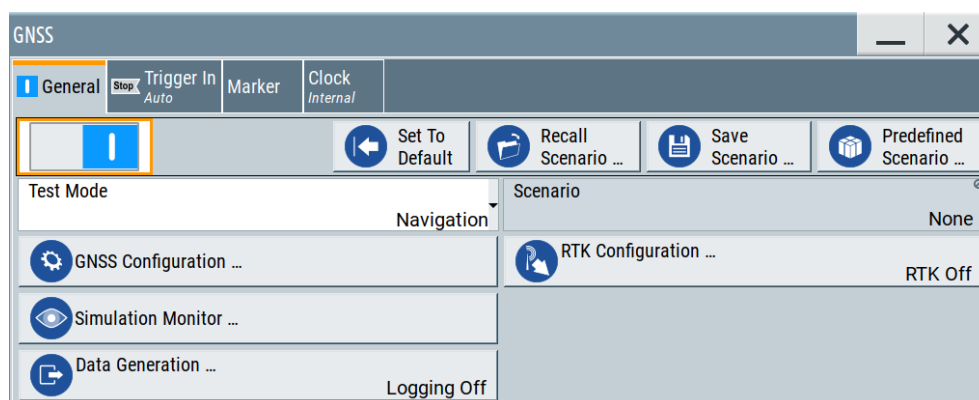 GNSS
General
Stop
Trigger In
Auto
Marker
Clock
Internal
Set To
Default
Recall
Scenario ...
Save
Scenario ...
Predefined
Scenario ...
Test Mode
Navigation
Scenario
None
GNSS Configuration ...
RTK Configuration ...
RTK Off
Simulation Monitor ...
Data Generation ...
Logging Off